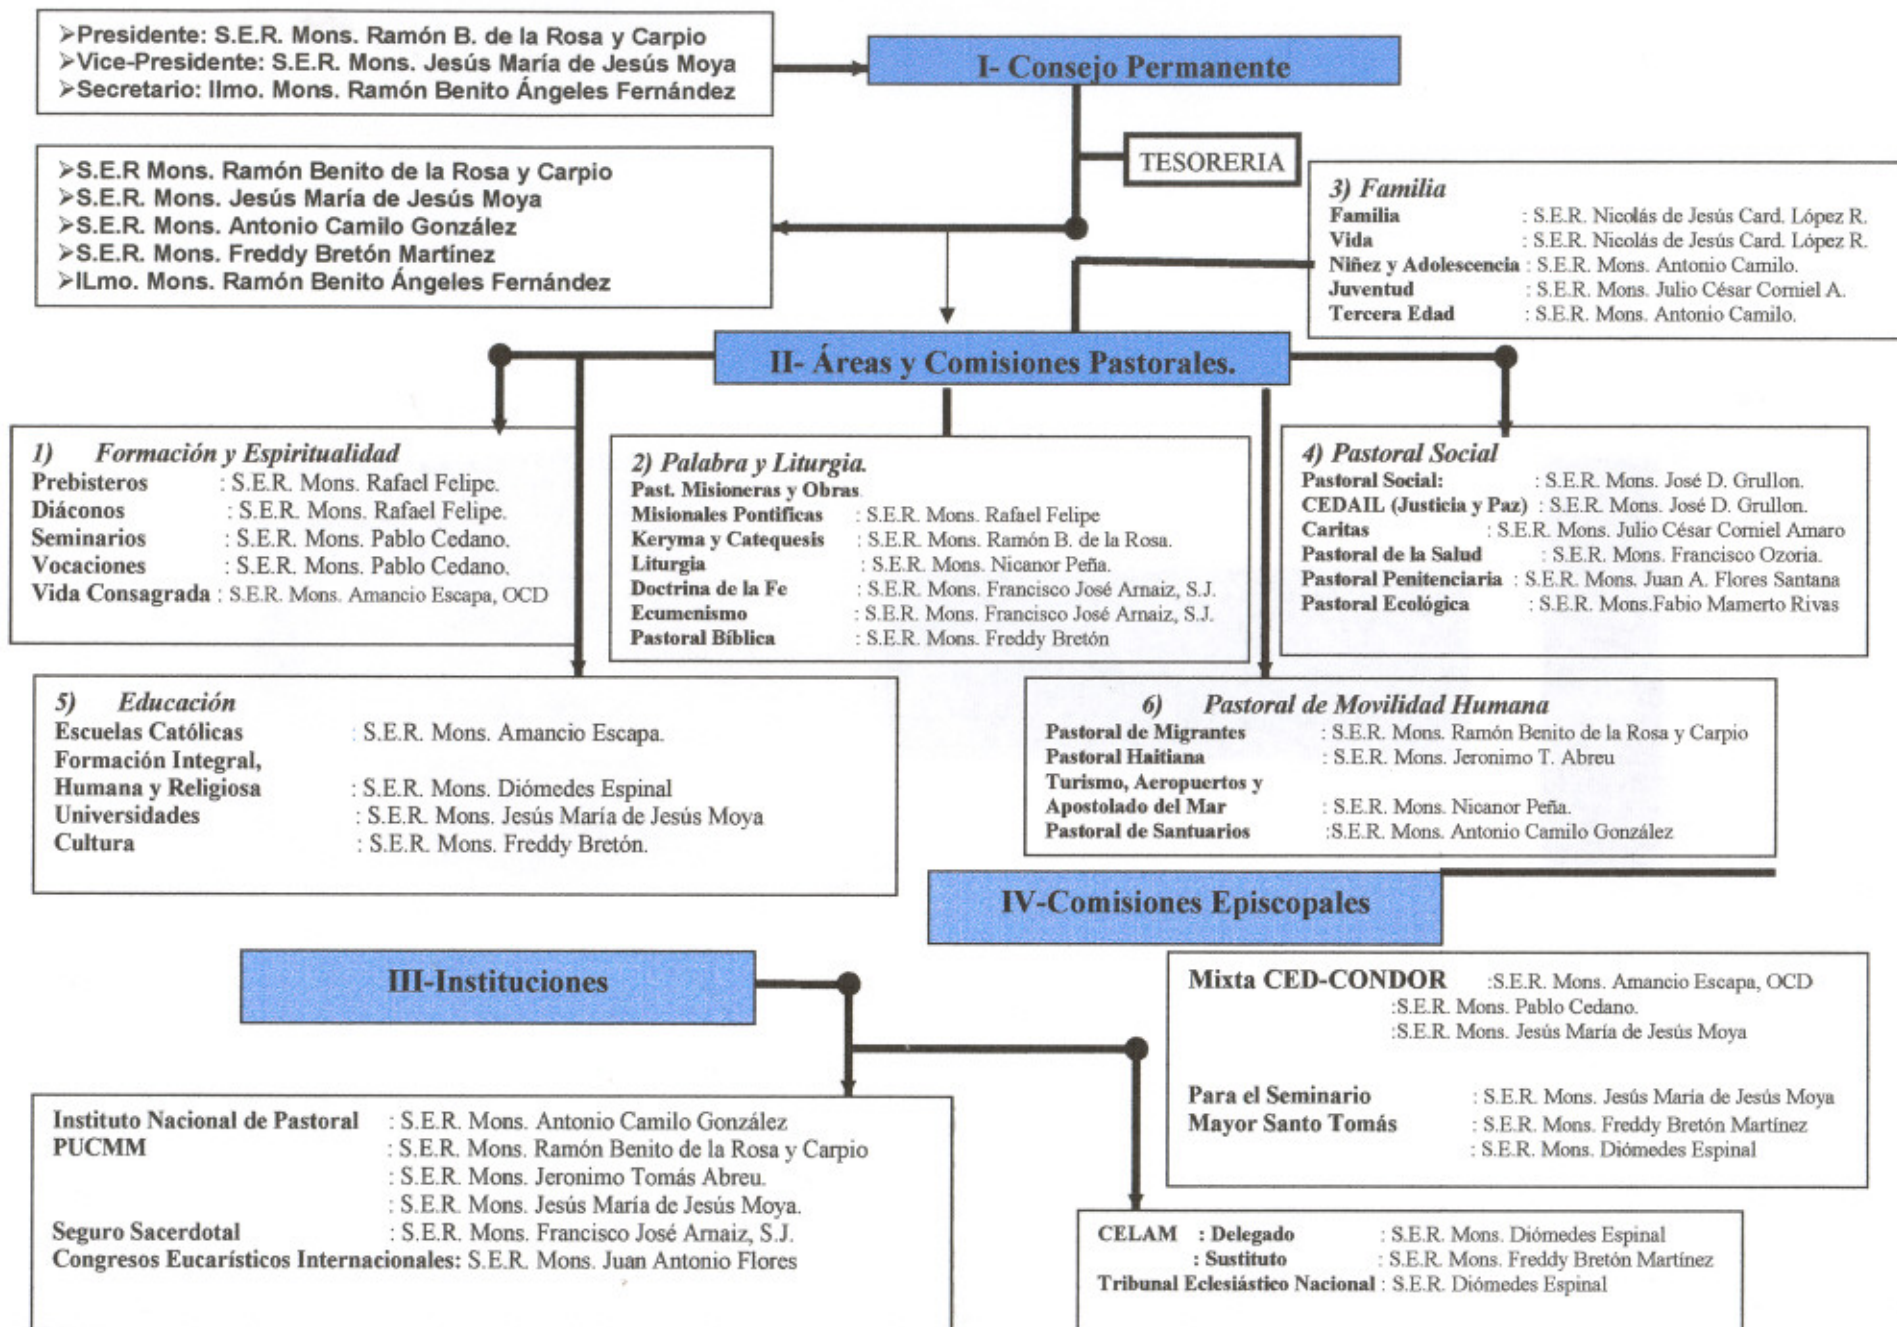 ➢Presidente: S.E.R. Mons. Ramón B. de la Rosa y Carpio
➢Vice-Presidente: S.E.R. Mons. Jesús María de Jesús Moya
➢Secretario: Ilmo. Mons. Ramón Benito Ángeles Fernández
I- Consejo Permanente
TESORERIA
➢S.E.R Mons. Ramón Benito de la Rosa y Carpio
➢S.E.R. Mons. Jesús María de Jesús Moya
➢S.E.R. Mons. Antonio Camilo González
➢S.E.R. Mons. Freddy Bretón Martínez
➢ILmo. Mons. Ramón Benito Ángeles Fernández
3) Familia
Familia : S.E.R. Nicolás de Jesús Card. López R.
Vida : S.E.R. Nicolás de Jesús Card. López R.
Niñez y Adolescencia : S.E.R. Mons. Antonio Camilo.
Juventud : S.E.R. Mons. Julio César Corniel A.
Tercera Edad : S.E.R. Mons. Antonio Camilo.
II- Áreas y Comisiones Pastorales.
1) Formación y Espiritualidad
Prebisteros : S.E.R. Mons. Rafael Felipe.
Diáconos : S.E.R. Mons. Rafael Felipe.
Seminarios : S.E.R. Mons. Pablo Cedano.
Vocaciones : S.E.R. Mons. Pablo Cedano.
Vida Consagrada : S.E.R. Mons. Amancio Escapa, OCD
2) Palabra y Liturgia.
Past. Misioneras y Obras
Misionales Pontificas : S.E.R. Mons. Rafael Felipe
Keryma y Catequesis : S.E.R. Mons. Ramón B. de la Rosa.
Liturgia : S.E.R. Mons. Nicanor Peña.
Doctrina de la Fe : S.E.R. Mons. Francisco José Arnaiz, S.J.
Ecumenismo : S.E.R. Mons. Francisco José Arnaiz, S.J.
Pastoral Bíblica : S.E.R. Mons. Freddy Bretón
4) Pastoral Social
Pastoral Social: : S.E.R. Mons. José D. Grullon.
CEDAIL (Justicia y Paz) : S.E.R. Mons. José D. Grullon.
Caritas : S.E.R. Mons. Julio César Corniel Amaro
Pastoral de la Salud : S.E.R. Mons. Francisco Ozoria.
Pastoral Penitenciaria : S.E.R. Mons. Juan A. Flores Santana
Pastoral Ecológica : S.E.R. Mons.Fabio Mamerto Rivas
5) Educación
Escuelas Católicas : S.E.R. Mons. Amancio Escapa.
Formación Integral,
Humana y Religiosa : S.E.R. Mons. Diómedes Espinal
Universidades : S.E.R. Mons. Jesús María de Jesús Moya
Cultura : S.E.R. Mons. Freddy Bretón.
6) Pastoral de Movilidad Humana
Pastoral de Migrantes : S.E.R. Mons. Ramón Benito de la Rosa y Carpio
Pastoral Haitiana : S.E.R. Mons. Jeronimo T. Abreu
Turismo, Aeropuertos y
Apostolado del Mar : S.E.R. Mons. Nicanor Peña.
Pastoral de Santuarios :S.E.R. Mons. Antonio Camilo González
IV-Comisiones Episcopales
III-Instituciones
Mixta CED-CONDOR :S.E.R. Mons. Amancio Escapa, OCD
:S.E.R. Mons. Pablo Cedano.
:S.E.R. Mons. Jesús María de Jesús Moya
Para el Seminario : S.E.R. Mons. Jesús María de Jesús Moya
Mayor Santo Tomás : S.E.R. Mons. Freddy Bretón Martínez
: S.E.R. Mons. Diómedes Espinal
Instituto Nacional de Pastoral : S.E.R. Mons. Antonio Camilo González
PUCMM : S.E.R. Mons. Ramón Benito de la Rosa y Carpio
: S.E.R. Mons. Jeronimo Tomás Abreu.
: S.E.R. Mons. Jesús María de Jesús Moya.
Seguro Sacerdotal : S.E.R. Mons. Francisco José Arnaiz, S.J.
Congresos Eucarísticos Internacionales: S.E.R. Mons. Juan Antonio Flores
CELAM : Delegado : S.E.R. Mons. Diómedes Espinal
: Sustituto : S.E.R. Mons. Freddy Bretón Martínez
Tribunal Eclesiástico Nacional : S.E.R. Diómedes Espinal